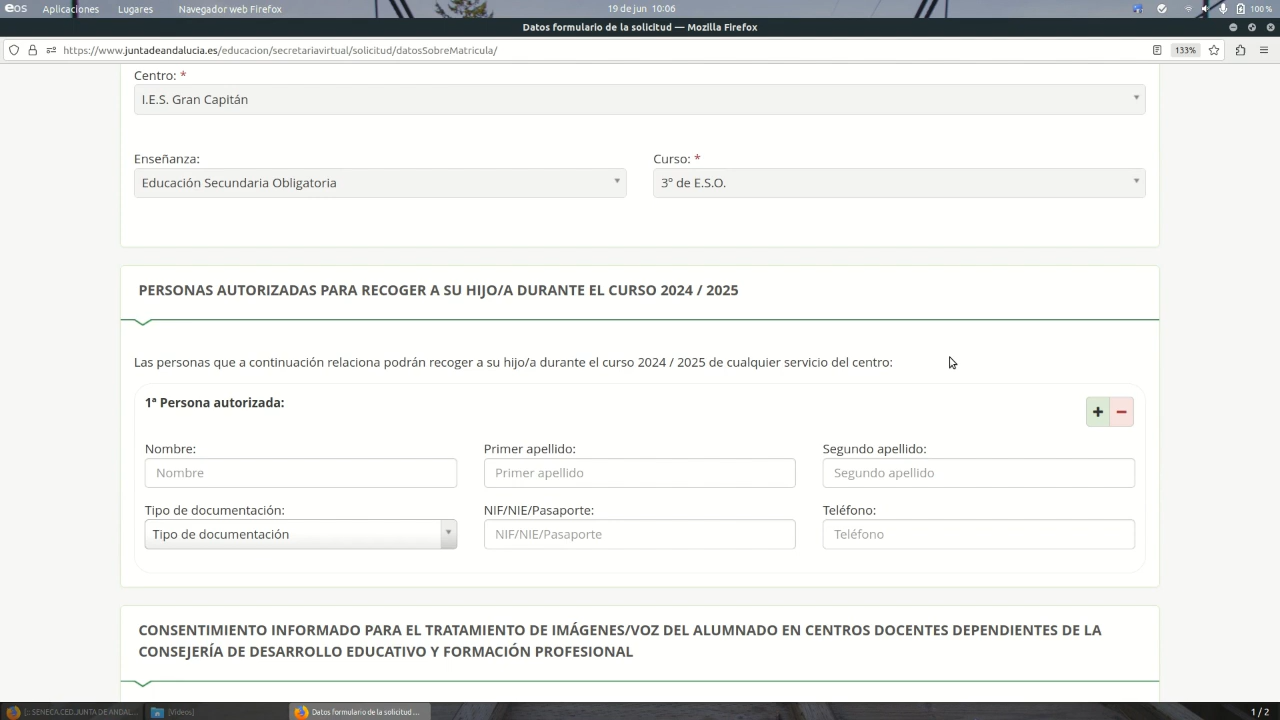 eos Aplicaciones Lugares Navegador web Firefox 19 de jun 10:06 100 %
Datos formulario de la solicitud — Mozilla Firefox
https://www.juntadeandalucia.es/educacion/secretariavirtual/solicitud/datosSobreMatricula/ 133%
Centro: *
I.E.S. Gran Capitán
Enseñanza: Curso: *
Educación Secundaria Obligatoria 3º de E.S.O.
PERSONAS AUTORIZADAS PARA RECOGER A SU HIJO/A DURANTE EL CURSO 2024 / 2025
Las personas que a continuación relaciona podrán recoger a su hijo/a durante el curso 2024 / 2025 de cualquier servicio del centro:
1ª Persona autorizada:
Nombre: Primer apellido: Segundo apellido:
Nombre Primer apellido Segundo apellido
Tipo de documentación: NIF/NIE/Pasaporte: Teléfono:
Tipo de documentación NIF/NIE/Pasaporte Teléfono
CONSENTIMIENTO INFORMADO PARA EL TRATAMIENTO DE IMÁGENES/VOZ DEL ALUMNADO EN CENTROS DOCENTES DEPENDIENTES DE LA
CONSEJERÍA DE DESARROLLO EDUCATIVO Y FORMACIÓN PROFESIONAL
[:: SENECA.CED.JUNTA DE ANDAL... [Vídeos] Datos formulario de la solicitud ... 1 / 2